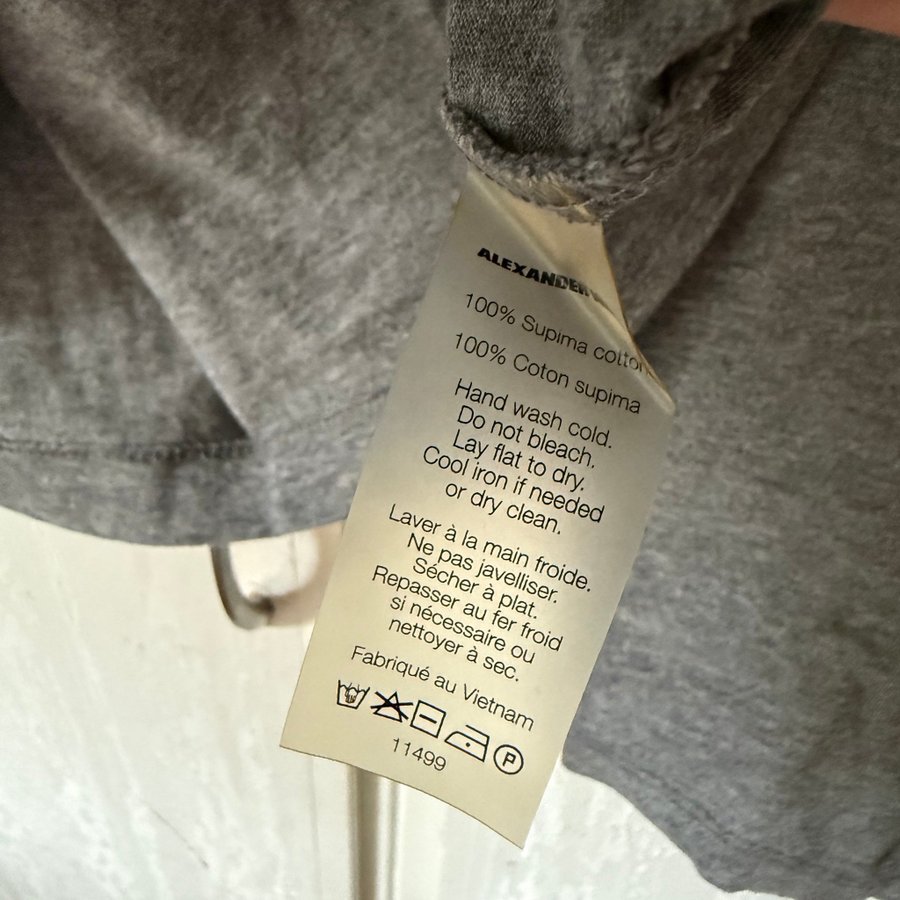 ALEXANDER
100% Supima cotton
100% Coton supima
Hand wash cold.
Do not bleach.
Lay flat to dry.
Cool iron if needed
or dry clean.
Laver à la main froide.
Ne pas javelliser.
Sécher à plat.
Repasser au fer froid
si nécessaire ou
nettoyer à sec.
Fabriqué au Vietnam
P
11499